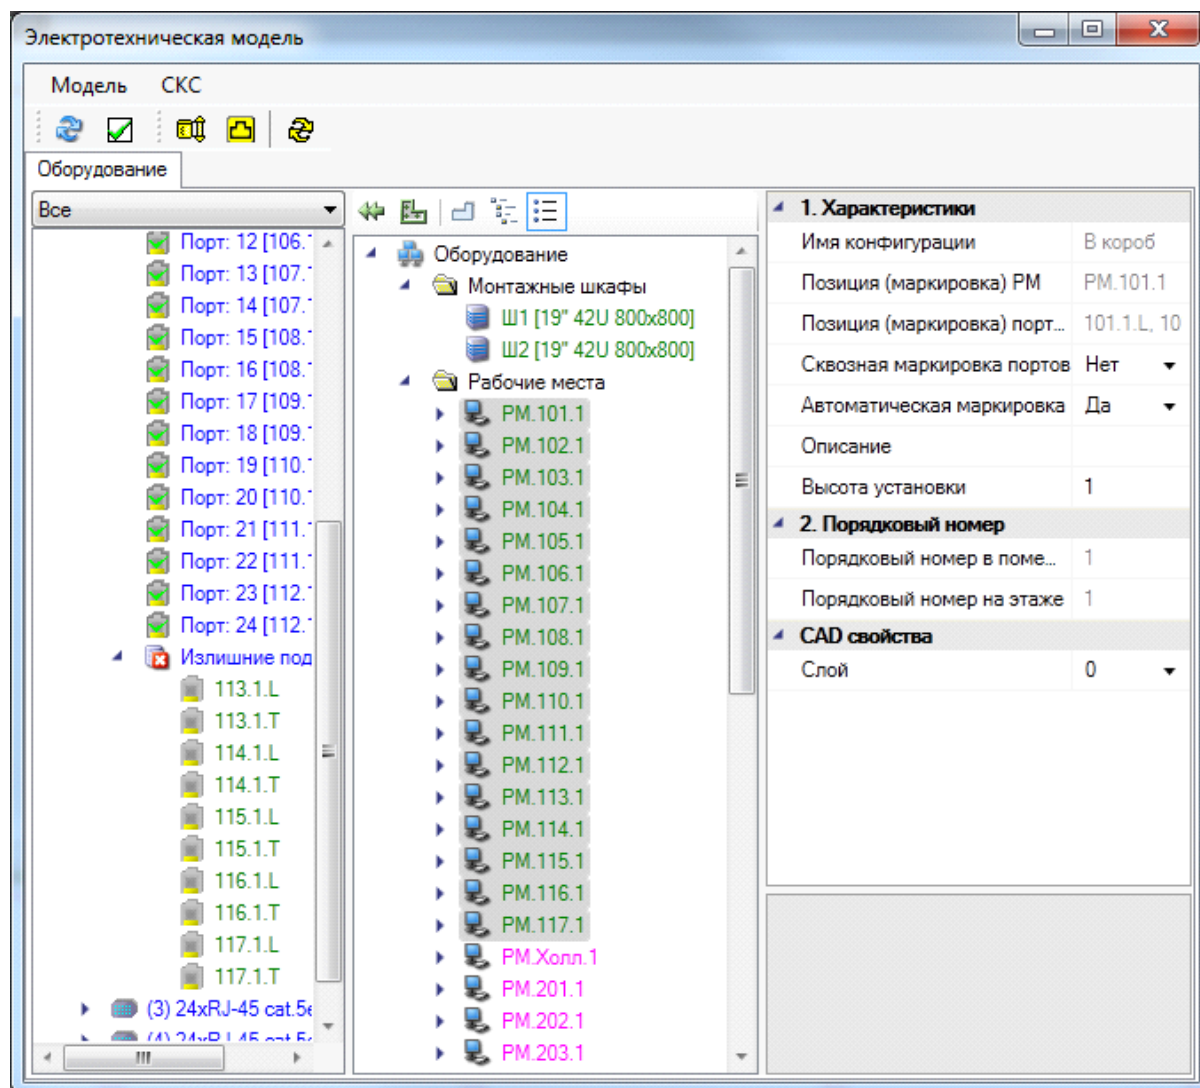 Электротехническая модель
Модель СКС
Оборудование
Все
Порт: 12 [106.1
Порт: 13 [107.
Порт: 14 [107.
Порт: 15 [108.
Порт: 16 [108.
Порт: 17 [109.
Порт: 18 [109.
Порт: 19 [110.
Порт: 20 [110.
Порт: 21 [111.
Порт: 22 [111.
Порт: 23 [112.
Порт: 24 [112.
Излишние под
113.1.L
113.1.T
114.1.L
114.1.T
115.1.L
115.1.T
116.1.L
116.1.T
117.1.L
117.1.T
(3) 24xRJ-45 cat.5e
(4) 24xRJ-45 cat.5e
Оборудование
Монтажные шкафы
Ш1 [19" 42U 800x800]
Ш2 [19" 42U 800x800]
Рабочие места
РМ.101.1
РМ.102.1
РМ.103.1
РМ.104.1
РМ.105.1
РМ.106.1
РМ.107.1
РМ.108.1
РМ.109.1
РМ.110.1
РМ.111.1
РМ.112.1
РМ.113.1
РМ.114.1
РМ.115.1
РМ.116.1
РМ.117.1
РМ.Холл.1
РМ.201.1
РМ.202.1
РМ.203.1
1. Характеристики
Имя конфигурации В короб
Позиция (маркировка) РМ РМ.101.1
Позиция (маркировка) порт... 101.1.L, 10
Сквозная маркировка портов Нет
Автоматическая маркировка Да
Описание
Высота установки 1
2. Порядковый номер
Порядковый номер в поме... 1
Порядковый номер на этаже 1
CAD свойства
Слой 0